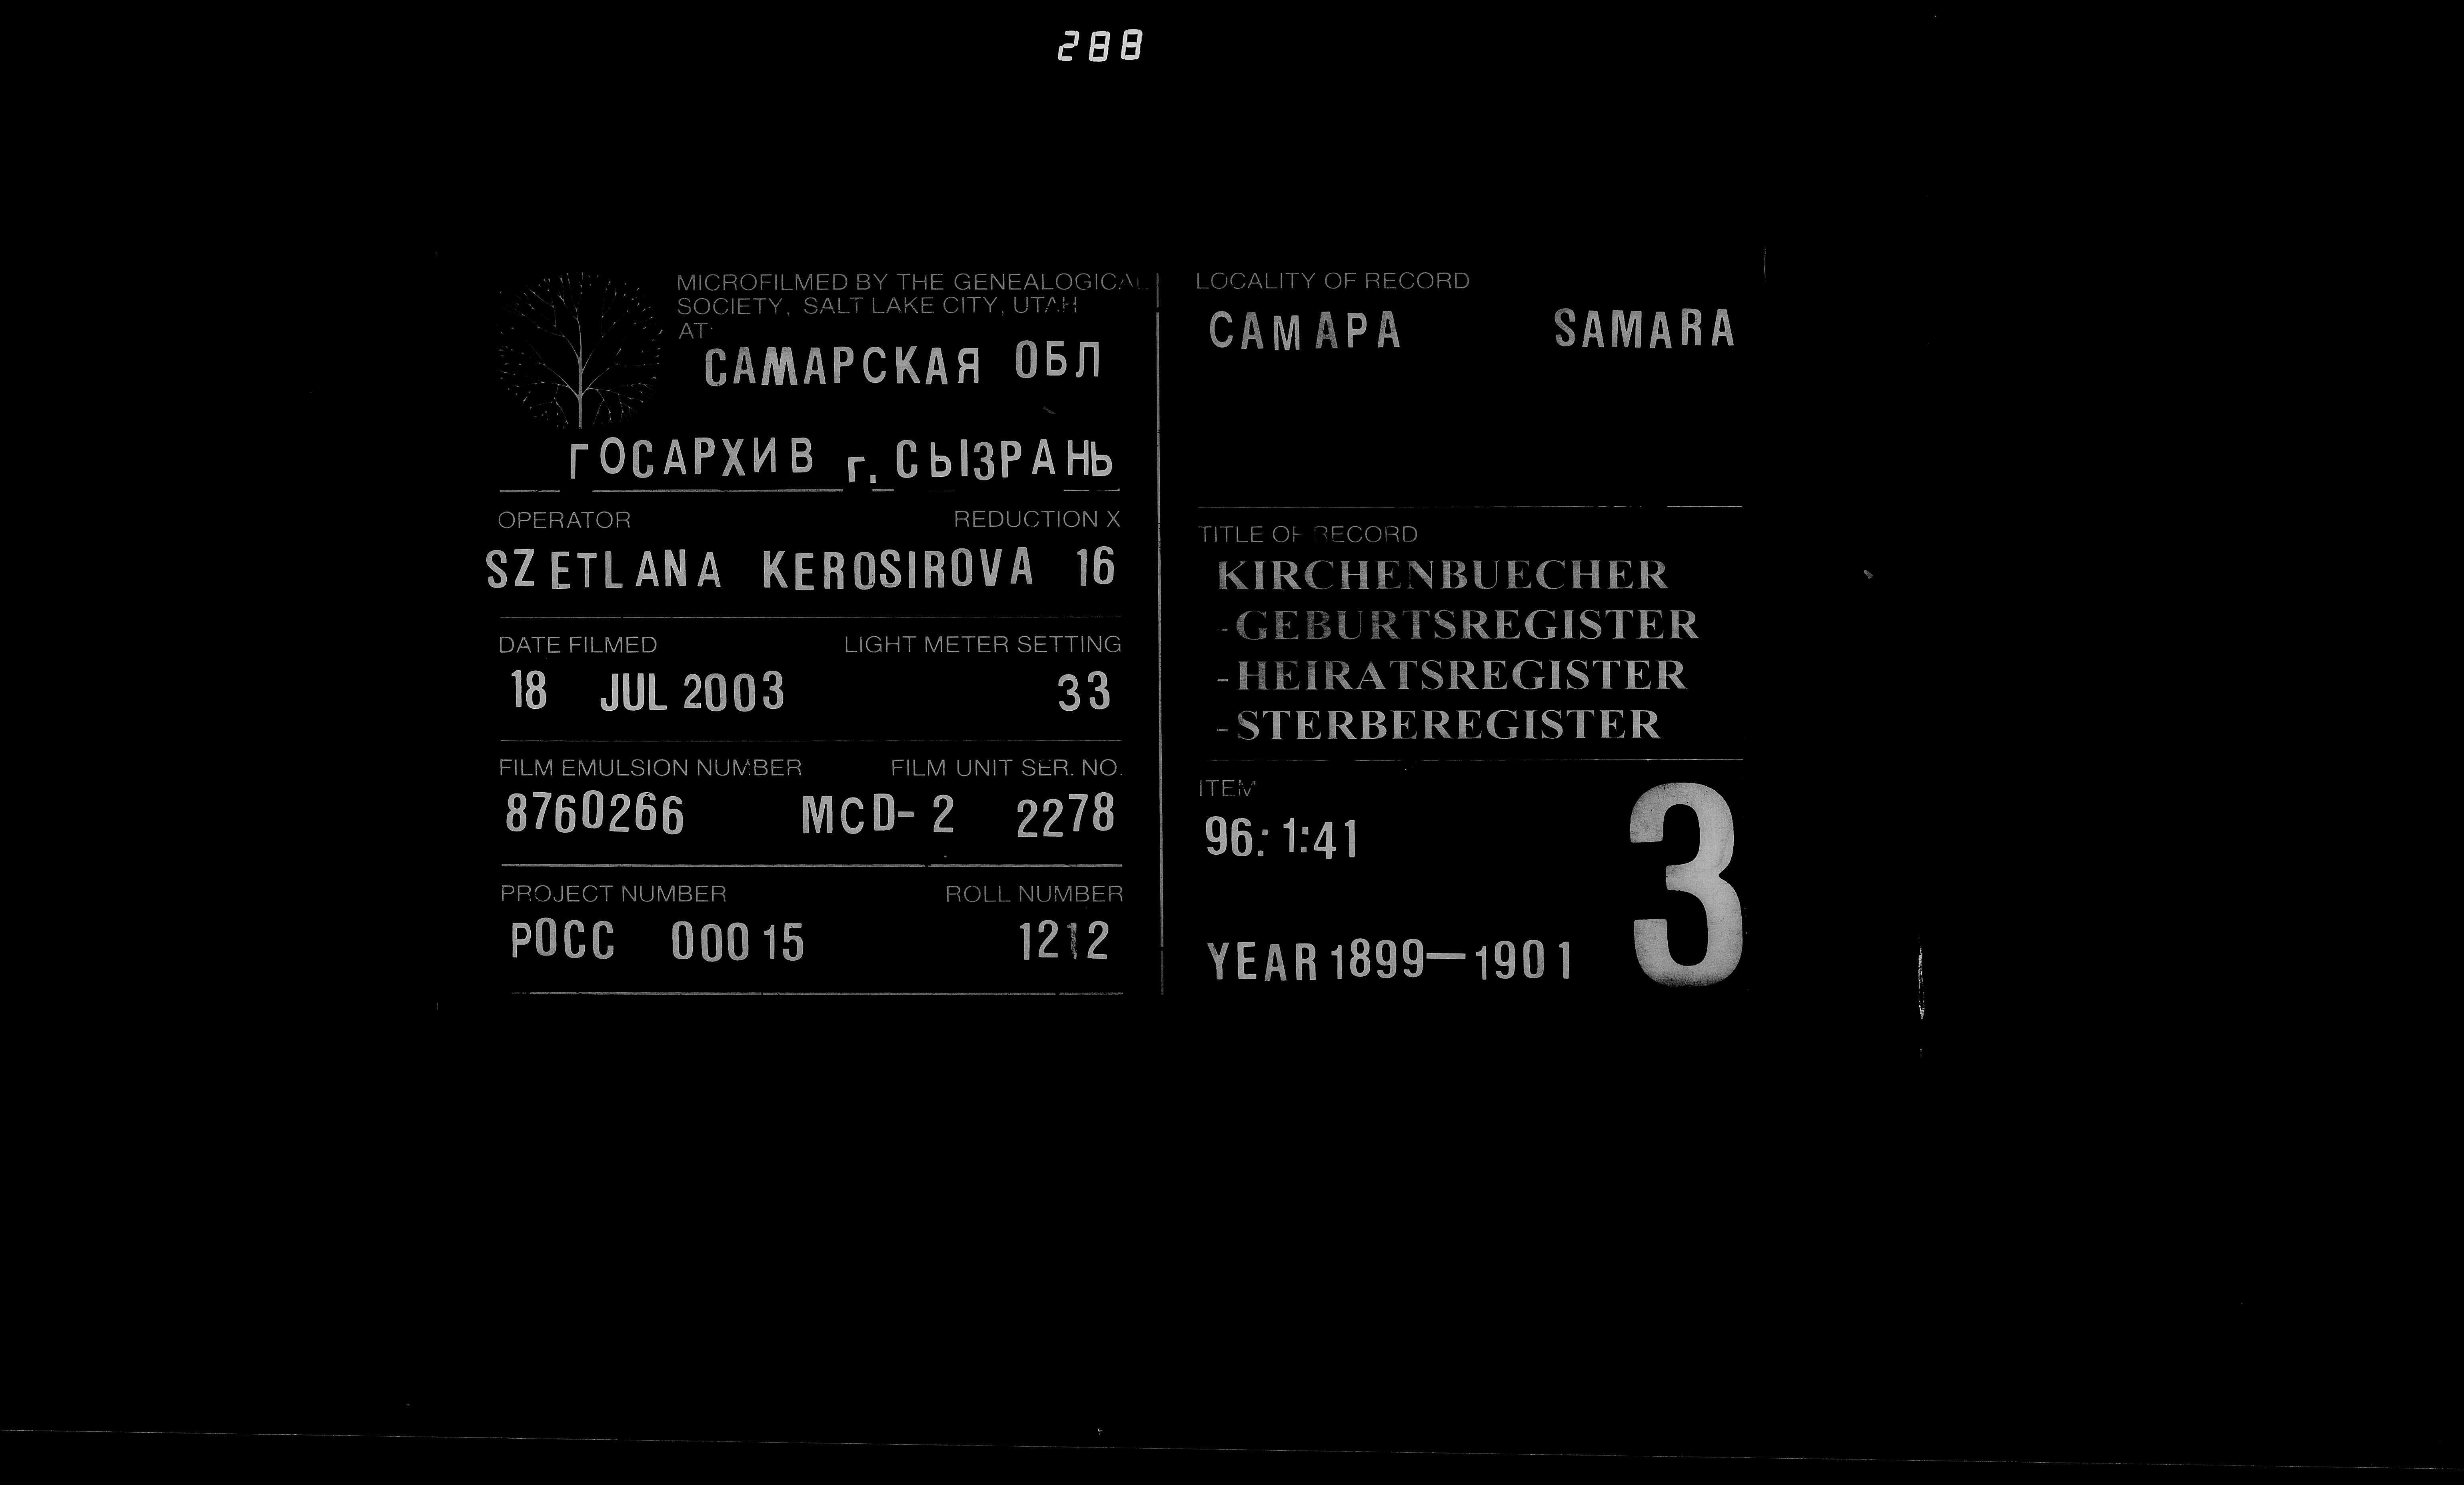 288
MICROFILMED BY THE GENEALOGICAL
SOCIETY, SALT LAKE CITY, UTAH
AT:
САМАРСКАЯ ОБЛ
ГОСАРХИВ г. СЫЗРАНЬ
OPERATOR REDUCTION X
SZETLANA KEROSIROVA 16
DATE FILMED LIGHT METER SETTING
18 JUL 2003 33
FILM EMULSION NUMBER FILM UNIT SER. NO.
8760266 MCD-2 2278
PROJECT NUMBER ROLL NUMBER
РОСС 00015 1212
LOCALITY OF RECORD
САМАРА SAMARA
TITLE OF RECORD
KIRCHENBUECHER
-GEBURTSREGISTER
-HEIRATSREGISTER
-STERBEREGISTER
ITEM
96:1:41
3
YEAR 1899—1901